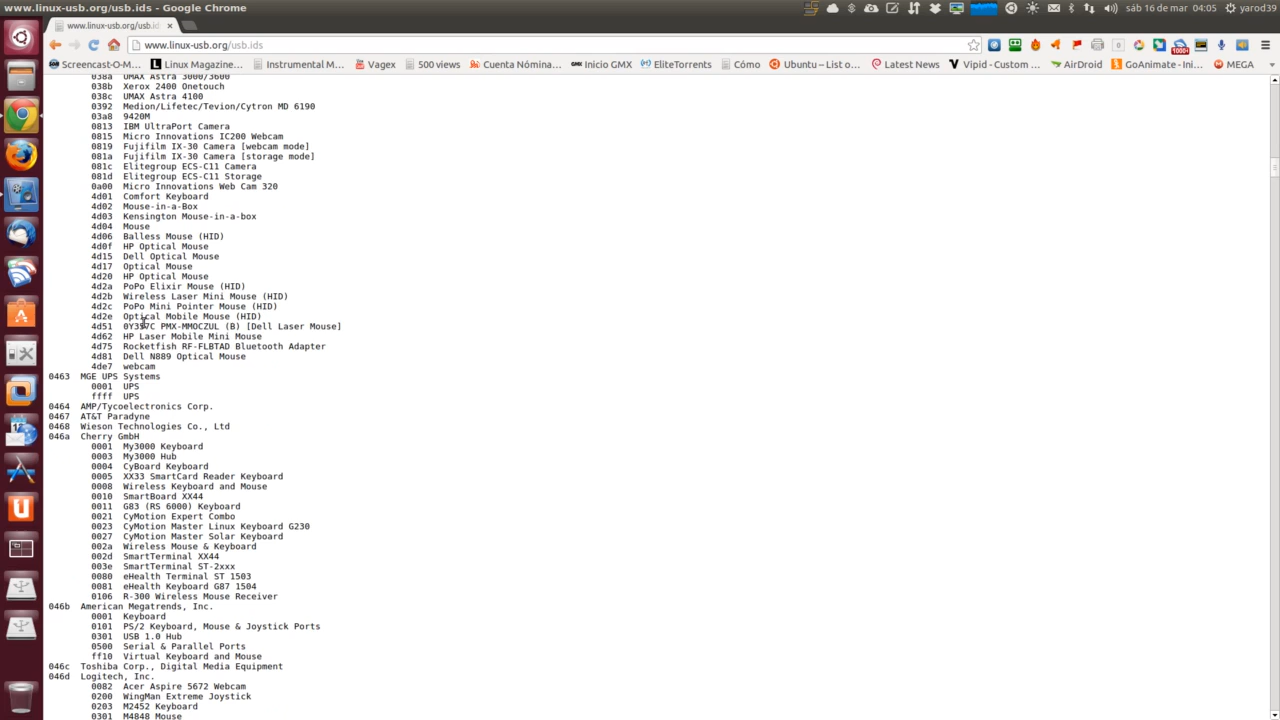 www.linux-usb.org/usb.ids - Google Chrome
sáb 16 de mar 04:05
yarod39
www.linux-usb.org/usb.id
www.linux-usb.org/usb.ids
Screencast-O-M...
Linux Magazine...
Instrumental M...
Vagex
500 views
Cuenta Nómina...
GMX Inicio GMX
EliteTorrents
Cómo
Ubuntu – List o...
Latest News
Vipid - Custom ...
AirDroid
GoAnimate - Ini...
MEGA
038a UMAX Astra 3000/3600
038b Xerox 2400 Onetouch
038c UMAX Astra 4100
0392 Medion/Lifetec/Tevion/Cytron MD 6190
03a8 9420M
0813 IBM UltraPort Camera
0815 Micro Innovations IC200 Webcam
0819 Fujifilm IX-30 Camera [webcam mode]
081a Fujifilm IX-30 Camera [storage mode]
081c Elitegroup ECS-C11 Camera
081d Elitegroup ECS-C11 Storage
0a00 Micro Innovations Web Cam 320
4d01 Comfort Keyboard
4d02 Mouse-in-a-Box
4d03 Kensington Mouse-in-a-box
4d04 Mouse
4d06 Balless Mouse (HID)
4d0f HP Optical Mouse
4d15 Dell Optical Mouse
4d17 Optical Mouse
4d20 HP Optical Mouse
4d2a PoPo Elixir Mouse (HID)
4d2b Wireless Laser Mini Mouse (HID)
4d2c PoPo Mini Pointer Mouse (HID)
4d2e Optical Mobile Mouse (HID)
4d51 PMX-MMOCZUL (B) [Dell Laser Mouse]
4d62 HP Laser Mobile Mini Mouse
4d75 Rocketfish RF-FLBTAD Bluetooth Adapter
4d81 Dell N889 Optical Mouse
4de7 webcam
0463 MGE UPS Systems
0001 UPS
ffff UPS
0464 AMP/Tycoelectronics Corp.
0467 AT&T Paradyne
0468 Wieson Technologies Co., Ltd
046a Cherry GmbH
0001 My3000 Keyboard
0003 My3000 Hub
0004 CyBoard Keyboard
0005 XX33 SmartCard Reader Keyboard
0008 Wireless Keyboard and Mouse
0010 SmartBoard XX44
0011 G83 (RS 6000) Keyboard
0021 CyMotion Expert Combo
0023 CyMotion Master Linux Keyboard G230
0027 CyMotion Master Solar Keyboard
002a Wireless Mouse & Keyboard
002d SmartTerminal XX44
003e SmartTerminal ST-2xxx
0080 eHealth Terminal ST 1503
0081 eHealth Keyboard G87 1504
0106 R-300 Wireless Mouse Receiver
046b American Megatrends, Inc.
0001 Keyboard
0101 PS/2 Keyboard, Mouse & Joystick Ports
0301 USB 1.0 Hub
0500 Serial & Parallel Ports
ff10 Virtual Keyboard and Mouse
046c Toshiba Corp., Digital Media Equipment
046d Logitech, Inc.
0082 Acer Aspire 5672 Webcam
0200 WingMan Extreme Joystick
0203 M2452 Keyboard
0301 M4848 Mouse